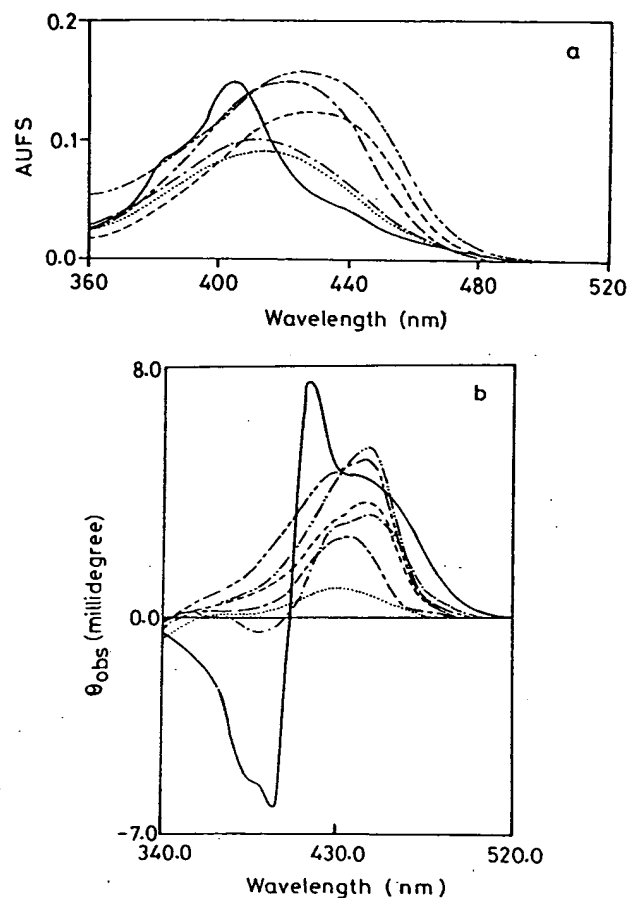 0.2
a
AUFS
0.1
0.0
360
400
440
480
520
Wavelength (nm)
8.0
b
θobs (millidegree)
0.0
-7.0
340.0
430.0
520.0
Wavelength (nm)